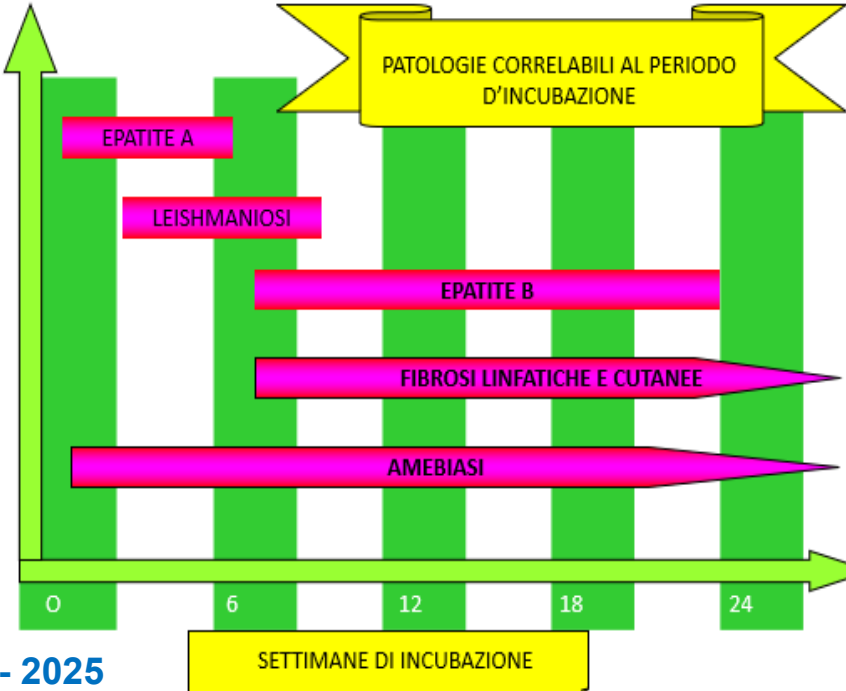 PATOLOGIE CORRELABILI AL PERIODO
D'INCUBAZIONE
EPATITE A
LEISHMANIOSI
EPATITE B
FIBROSI LINFATICHE E CUTANEE
AMEBIASI
O 6 12 18 24
SETTIMANE DI INCUBAZIONE
- 2025